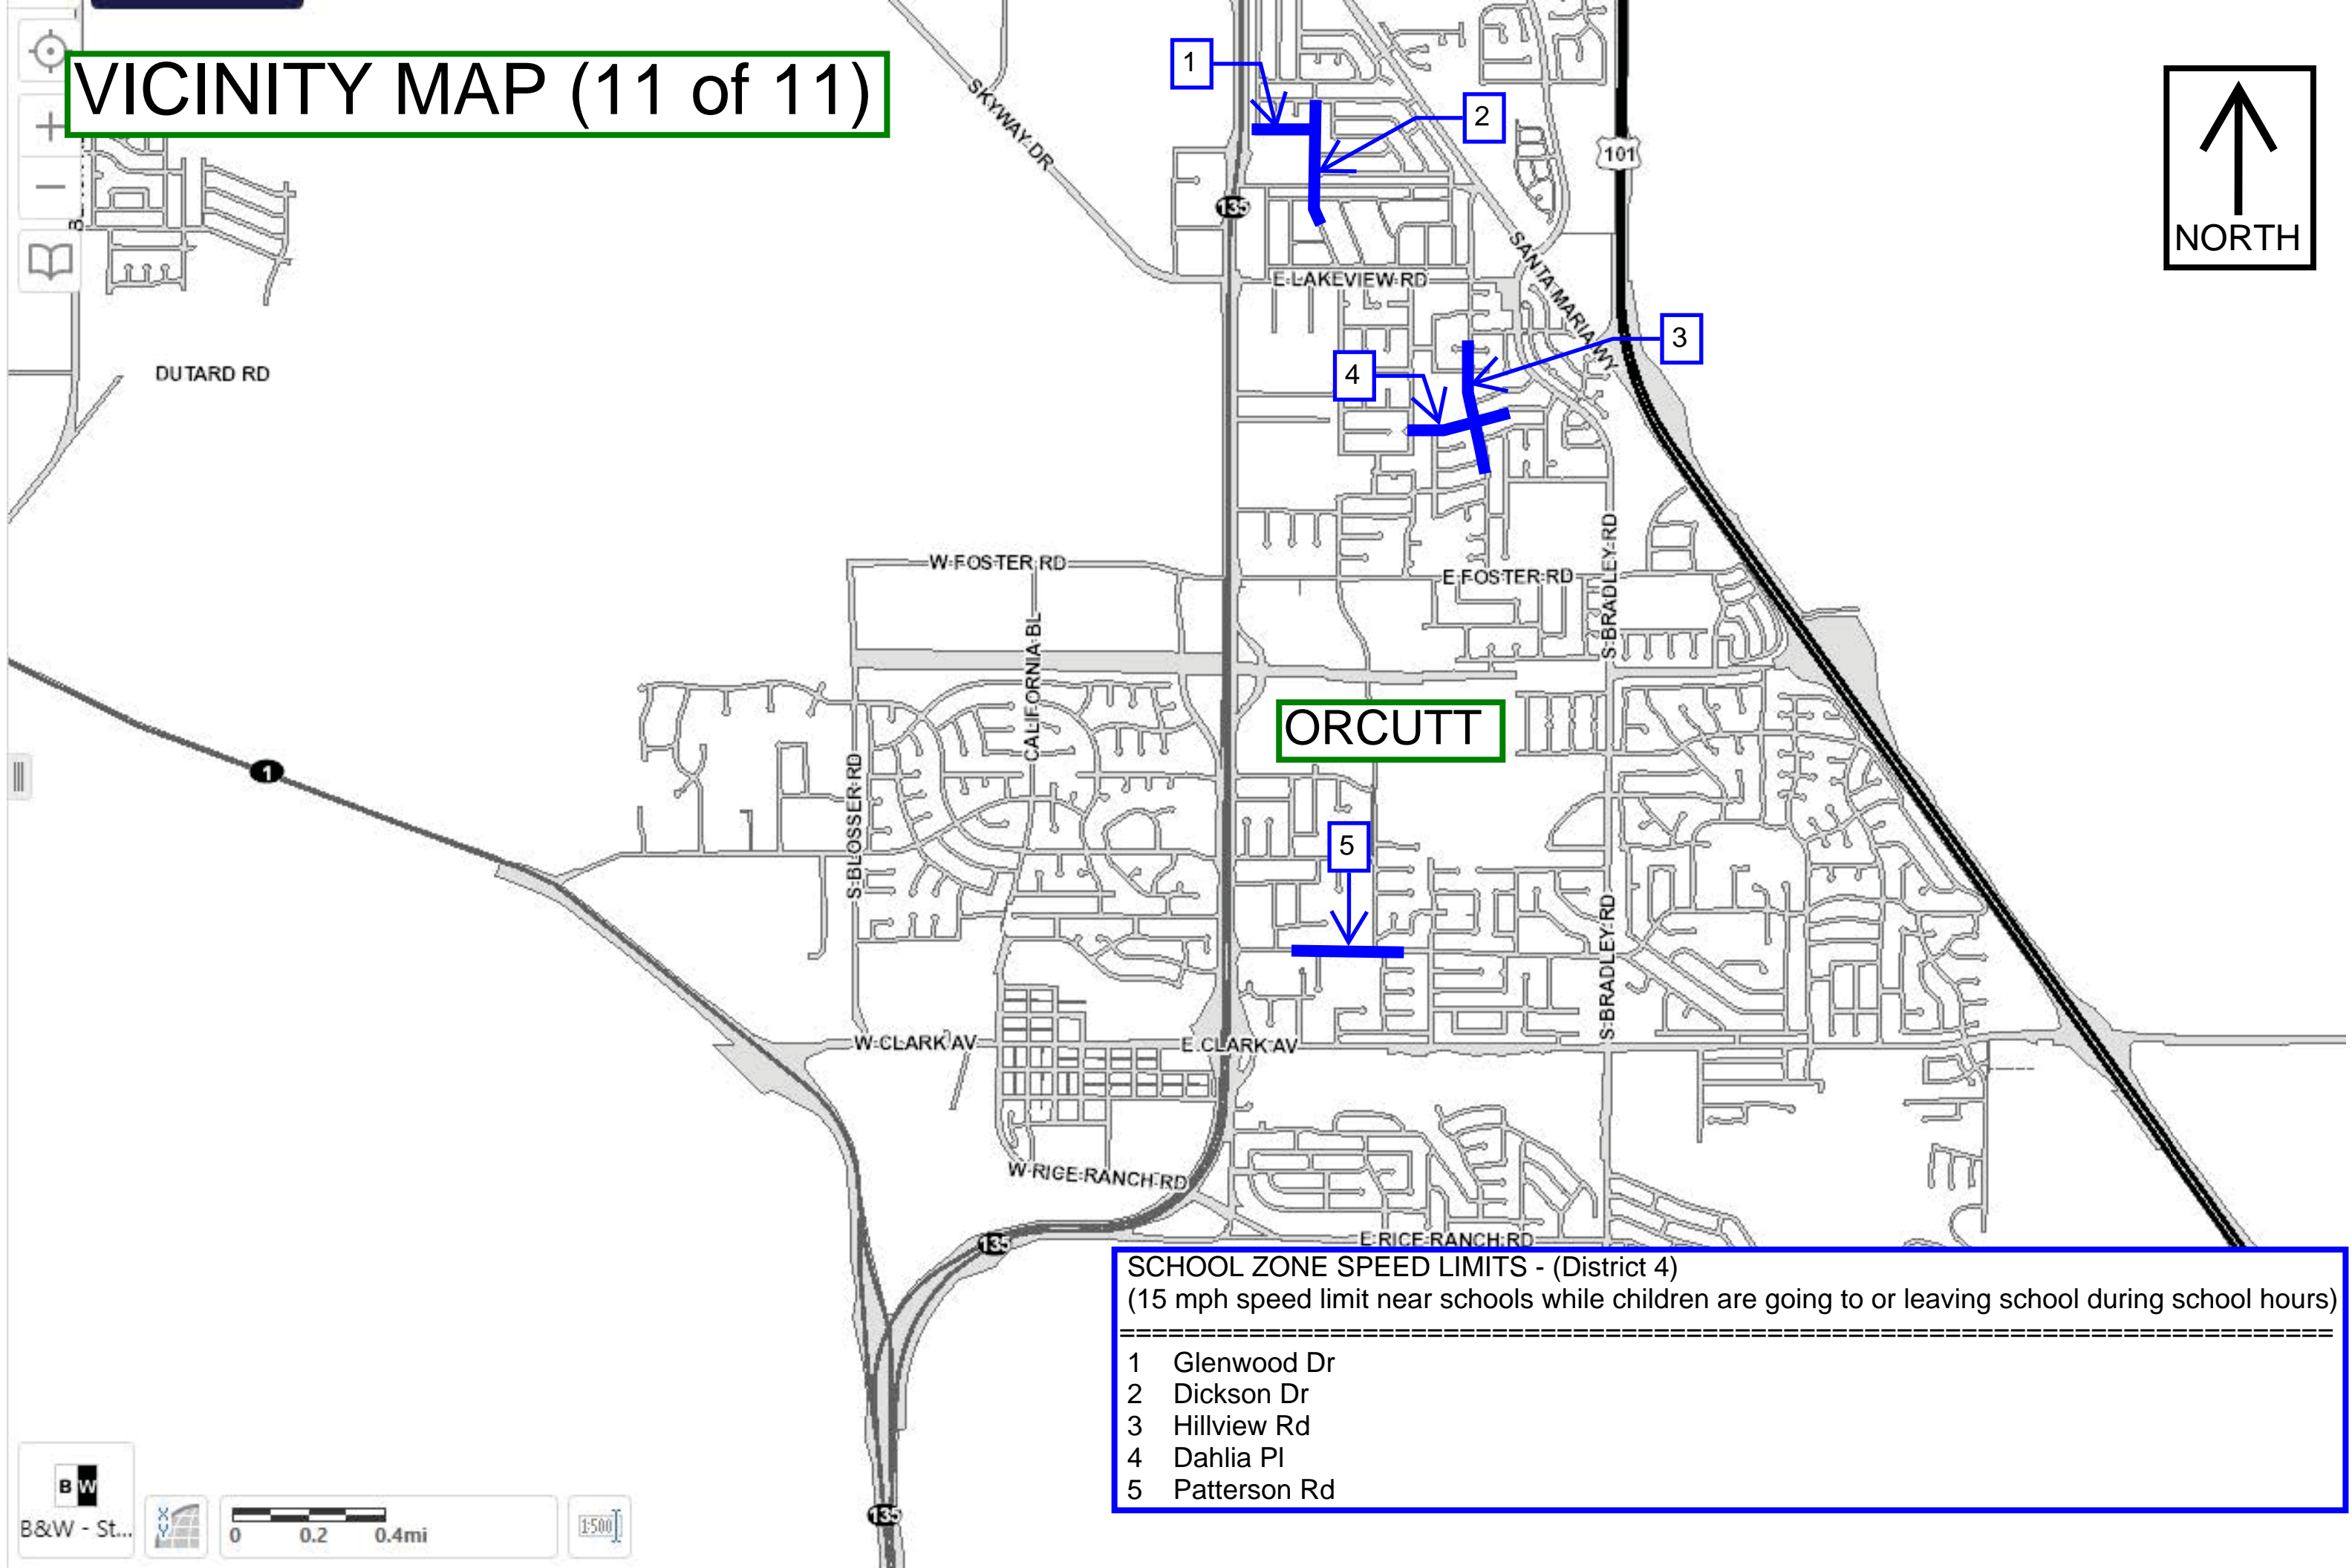 VICINITY MAP (11 of 11)
1
2
SKYWAY DR
101
135
NORTH
SANTA MARIA WY
E LAKEVIEW RD
3
4
DUTARD RD
W FOSTER RD
E FOSTER RD
S BRADLEY RD
CALIFORNIA BL
ORCUTT
1
S BLOSSER RD
5
S BRADLEY RD
W CLARK AV
E CLARK AV
W RICE RANCH RD
135
E RICE RANCH RD
SCHOOL ZONE SPEED LIMITS - (District 4)
(15 mph speed limit near schools while children are going to or leaving school during school hours)
===========================================================================
1 Glenwood Dr
2 Dickson Dr
3 Hillview Rd
4 Dahlia Pl
5 Patterson Rd
B W
B&W - St...
X Y
0 0.2 0.4mi
1:500
135